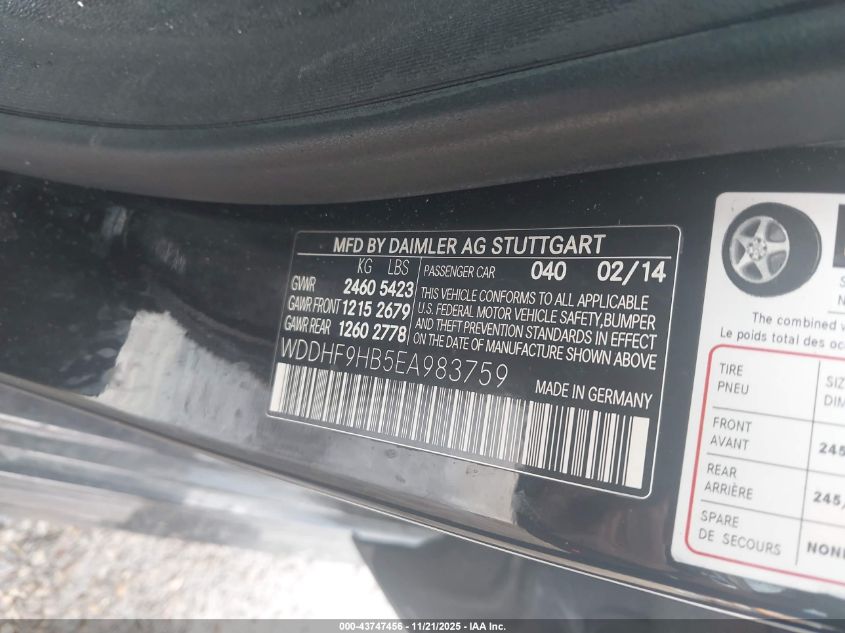 MFD BY DAIMLER AG STUTTGART
KG LBS
GVWR 2460 5423
GAWR FRONT 1215 2679
GAWR REAR 1260 2778
PASSENGER CAR 040 02/14
THIS VEHICLE CONFORMS TO ALL APPLICABLE
U.S. FEDERAL MOTOR VEHICLE SAFETY,BUMPER
AND THEFT PREVENTION STANDARDS IN EFFECT
ON THE DATE OF MANUFACTURE SHOWN ABOVE
WDDHF9HB5EA983759
MADE IN GERMANY
The combined
Le poids total des
TIRE
PNEU
FRONT
AVANT
245
REAR
ARRIÈRE
245
SPARE
DE SECOURS
000-43747456 - 11/21/2025 - IAA Inc.